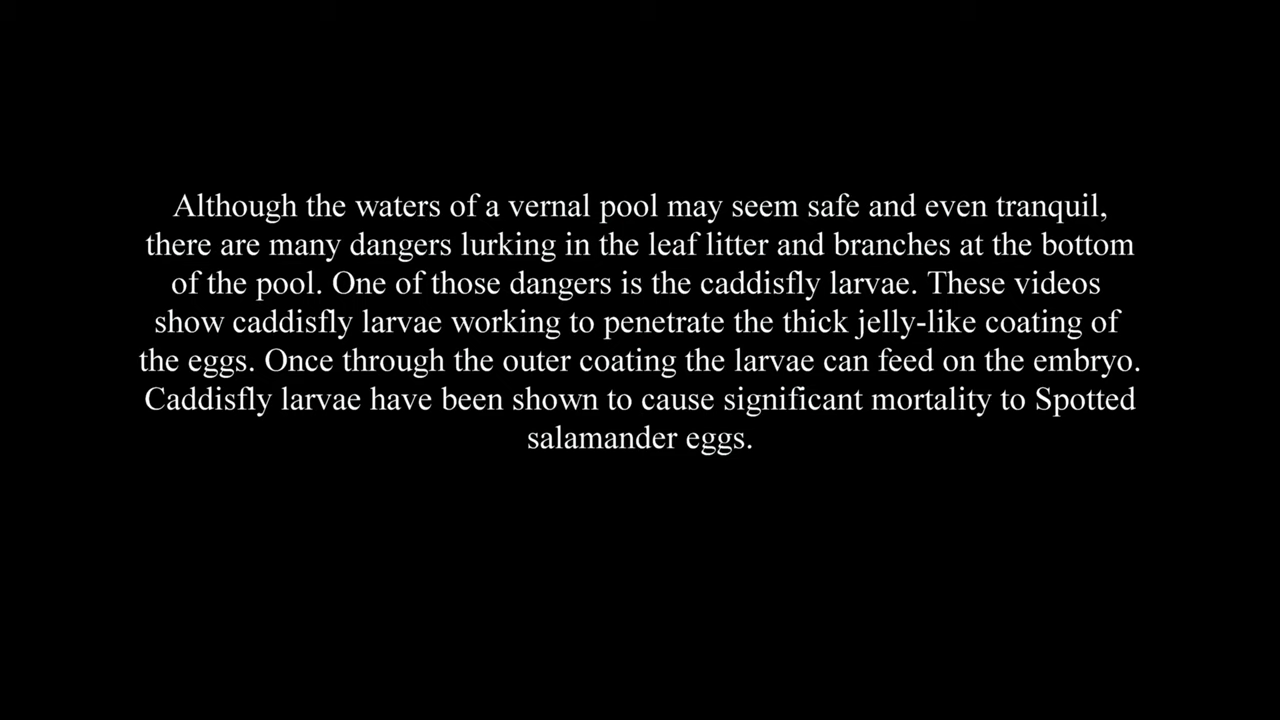 Although the waters of a vernal pool may seem safe and even tranquil,
there are many dangers lurking in the leaf litter and branches at the bottom
of the pool. One of those dangers is the caddisfly larvae. These videos
show caddisfly larvae working to penetrate the thick jelly-like coating of
the eggs. Once through the outer coating the larvae can feed on the embryo.
Caddisfly larvae have been shown to cause significant mortality to Spotted
salamander eggs.